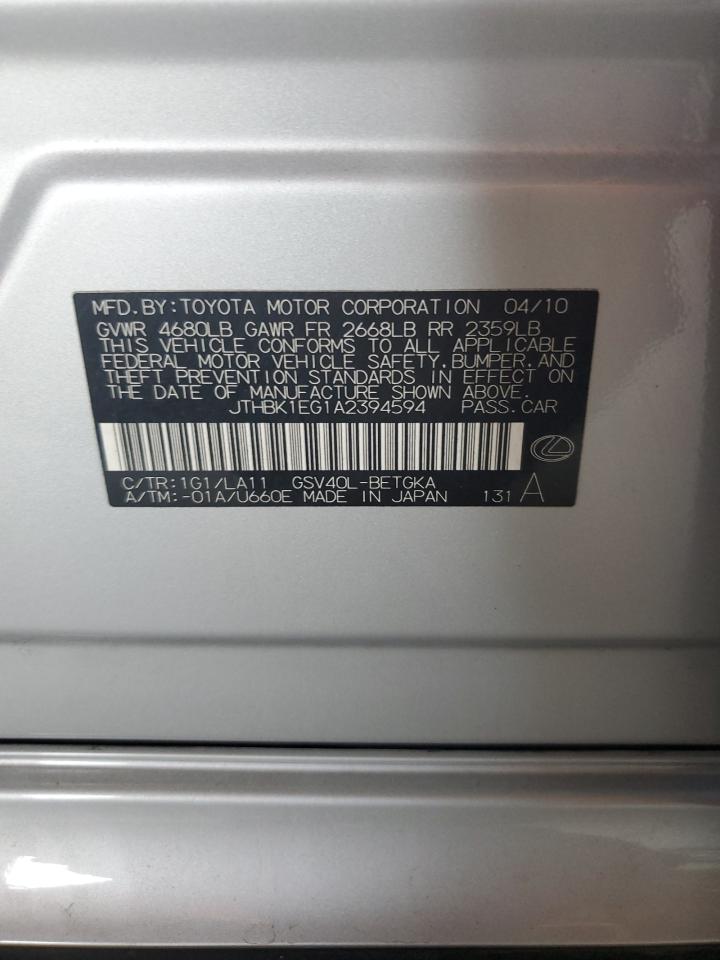 MFD.BY:TOYOTA MOTOR CORPORATION 04/10
GVWR 4680LB GAWR FR 2668LB RR 2359LB
THIS VEHICLE CONFORMS TO ALL APPLICABLE
FEDERAL MOTOR VEHICLE SAFETY,BUMPER,AND
THEFT PREVENTION STANDARDS IN EFFECT ON
THE DATE OF MANUFACTURE SHOWN ABOVE.
JTHBK1EG1A2394594 PASS.CAR
C/TR:1G1/LA11 GSV40L-BETGKA
A/TM:-01A/U660E MADE IN JAPAN 131 A